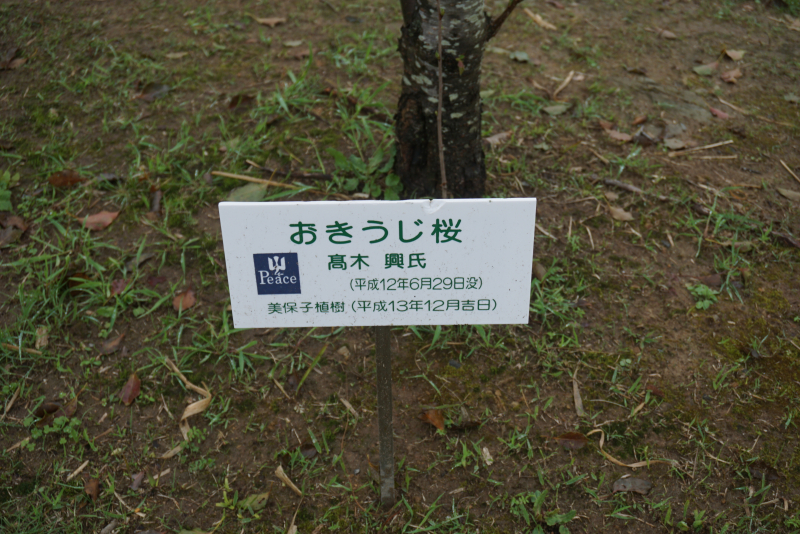 おきうじ桜
Peace
髙木 興氏
(平成12年6月29日没)
美保子植樹 (平成13年12月吉日)